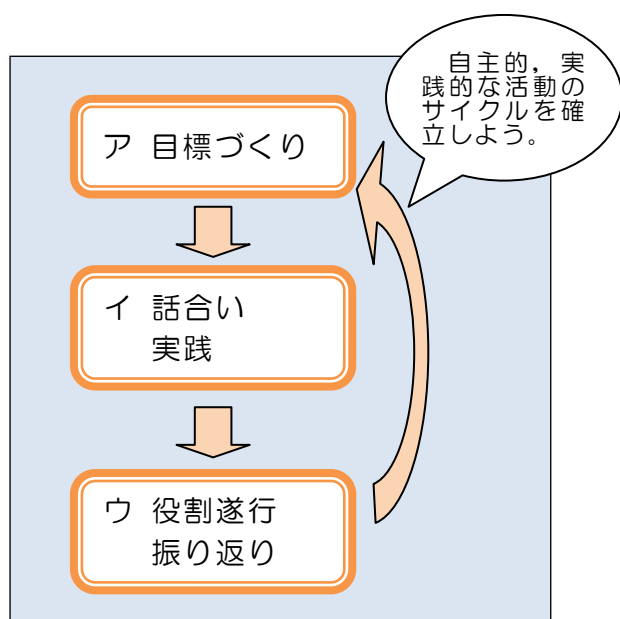 自主的，実
践的な活動の
サイクルを確
立しよう。
ア 目標づくり
イ 話合い
実践
ウ 役割遂行
振り返り